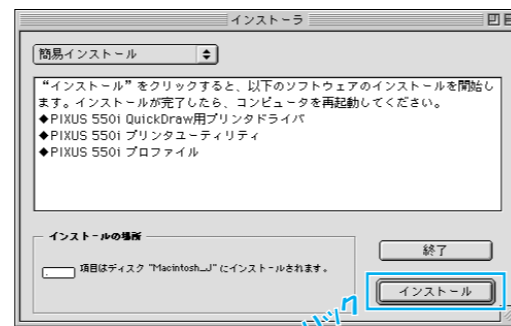 インストーラ
簡易インストール
“インストール”をクリックすると、以下のソフトウェアのインストールを開始し
ます。インストールが完了したら、コンピュータを再起動してください。
◆PIXUS 550i QuickDraw用プリンタドライバ
◆PIXUS 550i プリンタユーティリティ
◆PIXUS 550i プロファイル
インストールの場所
項目はディスク “Macintosh…J” にインストールされます。
終了
インストール
リック